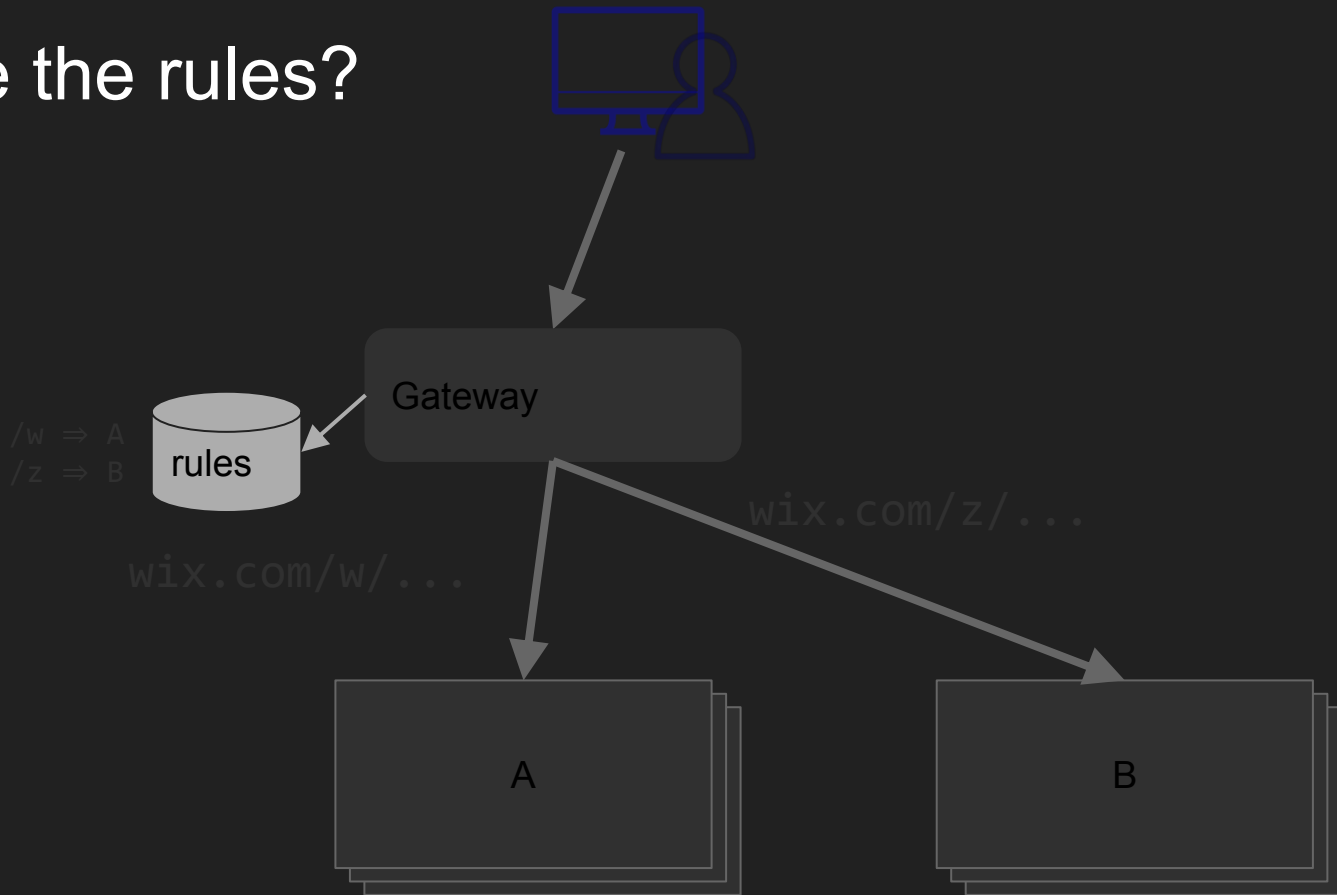 e the rules?
Gateway
/w ⇒ A
/z ⇒ B
rules
wix.com/z/...
wix.com/w/...
A
B